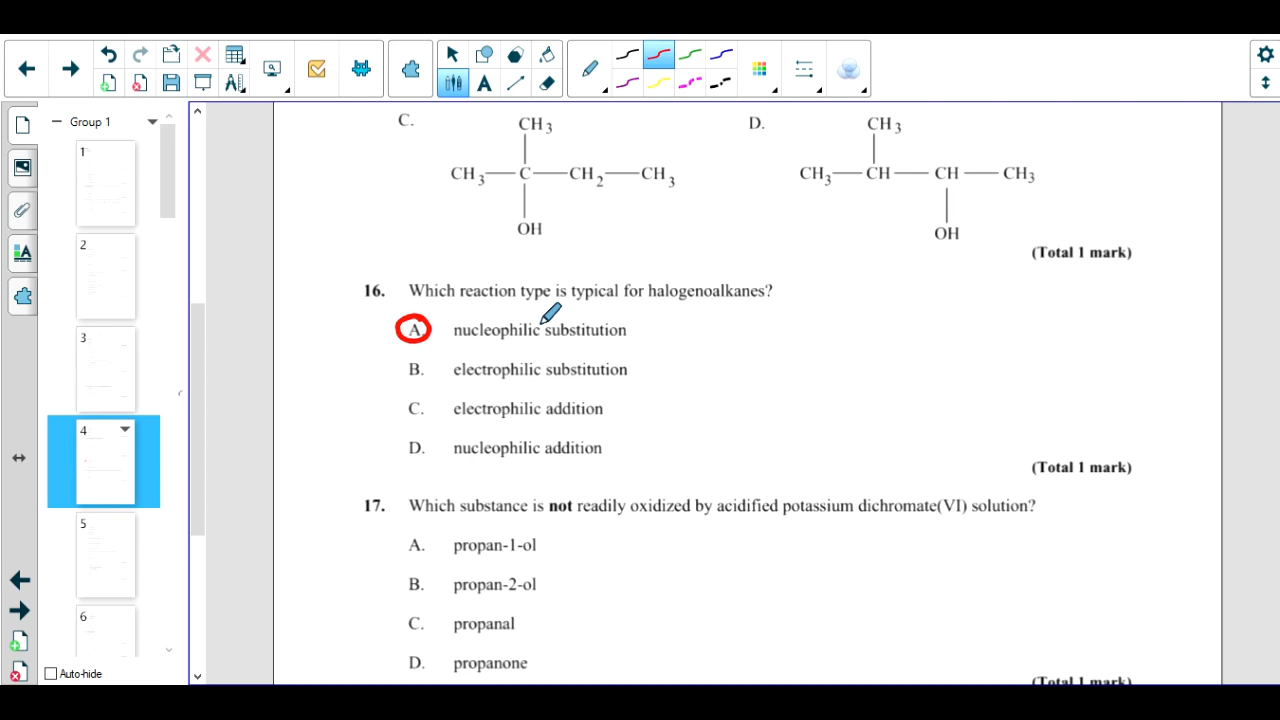 Group 1
1
2
3
4
5
6
Auto-hide
C.
CH3
CH3—C—CH2—CH3
OH
D.
CH3
CH3—CH—CH—CH3
OH
(Total 1 mark)
16. Which reaction type is typical for halogenoalkanes?
A. nucleophilic substitution
B. electrophilic substitution
C. electrophilic addition
D. nucleophilic addition
(Total 1 mark)
17. Which substance is not readily oxidized by acidified potassium dichromate(VI) solution?
A. propan-1-ol
B. propan-2-ol
C. propanal
D. propanone
(Total 1 mark)